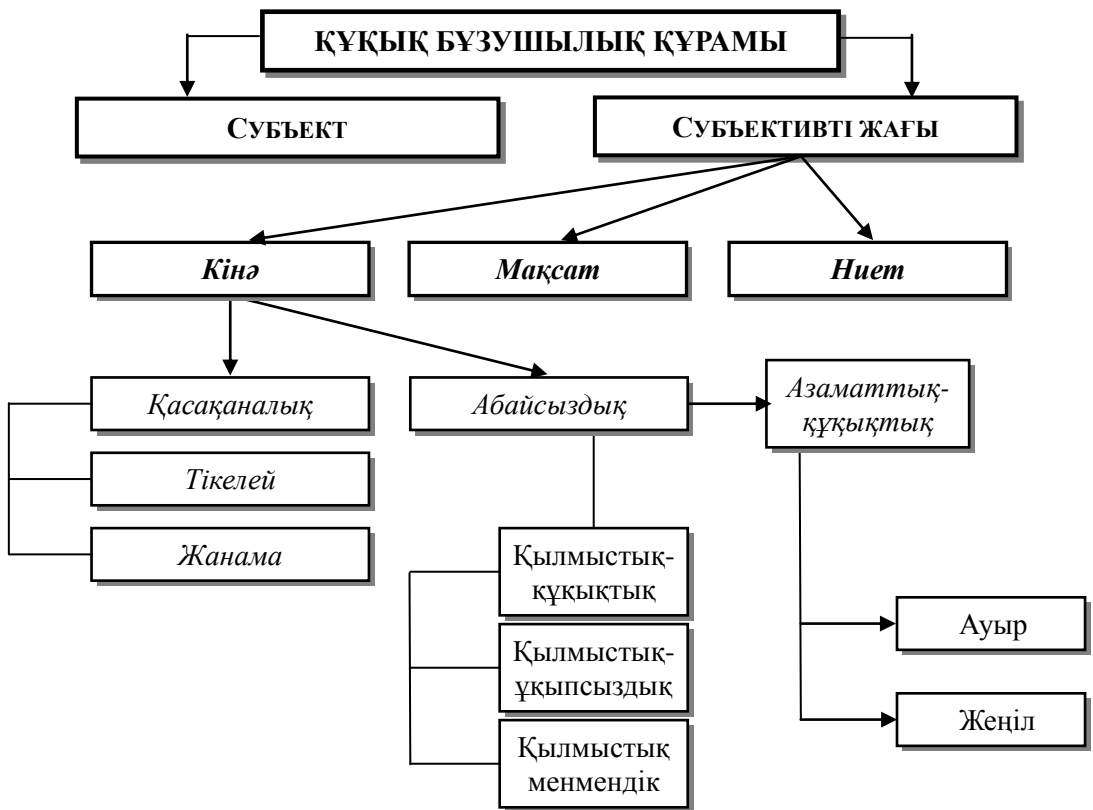 ҚҰҚЫҚ БҰЗУШЫЛЫҚ ҚҰРАМЫ
СУБЪЕКТ
СУБЪЕКТИВТІ ЖАҒЫ
Кінә
Мақсат
Ниет
Қасақаналық
Абайсыздық
Азаматтық-
құқықтық
Тікелей
Жанама
Қылмыстық-
құқықтық
Қылмыстық-
ұқыпсыздық
Қылмыстық
менмендік
Ауыр
Жеңіл